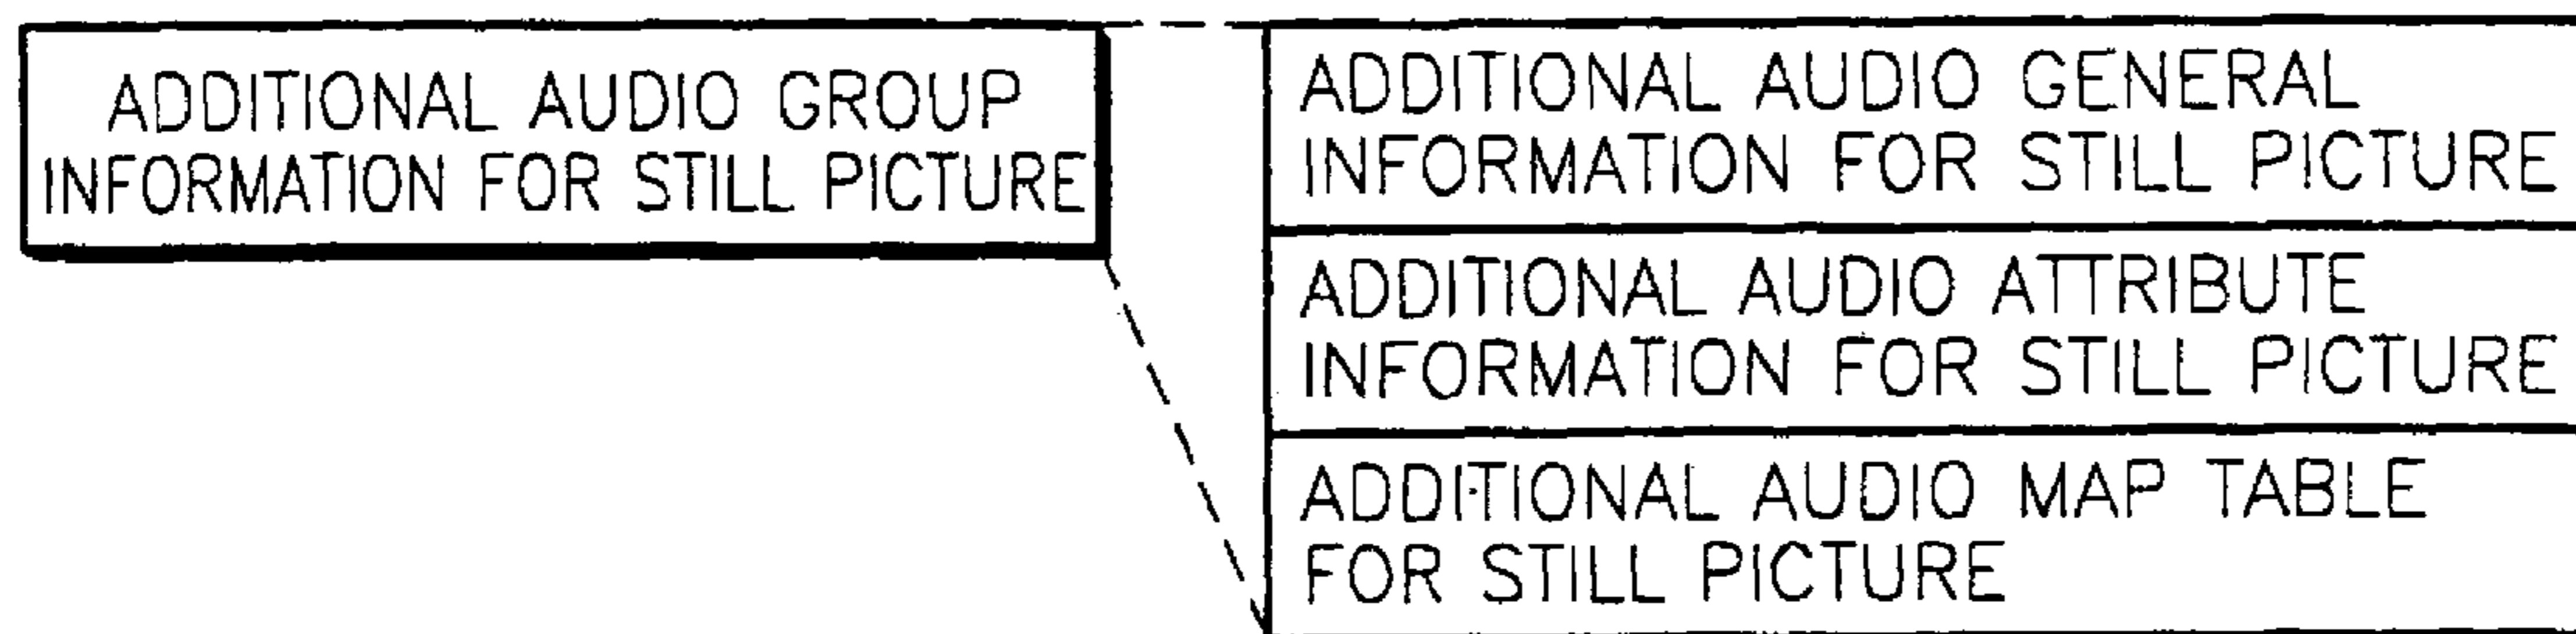 ADDITIONAL AUDIO GROUP
INFORMATION FOR STILL PICTURE
ADDITIONAL AUDIO GENERAL
INFORMATION FOR STILL PICTURE
ADDITIONAL AUDIO ATTRIBUTE
INFORMATION FOR STILL PICTURE
ADDITIONAL AUDIO MAP TABLE
FOR STILL PICTURE